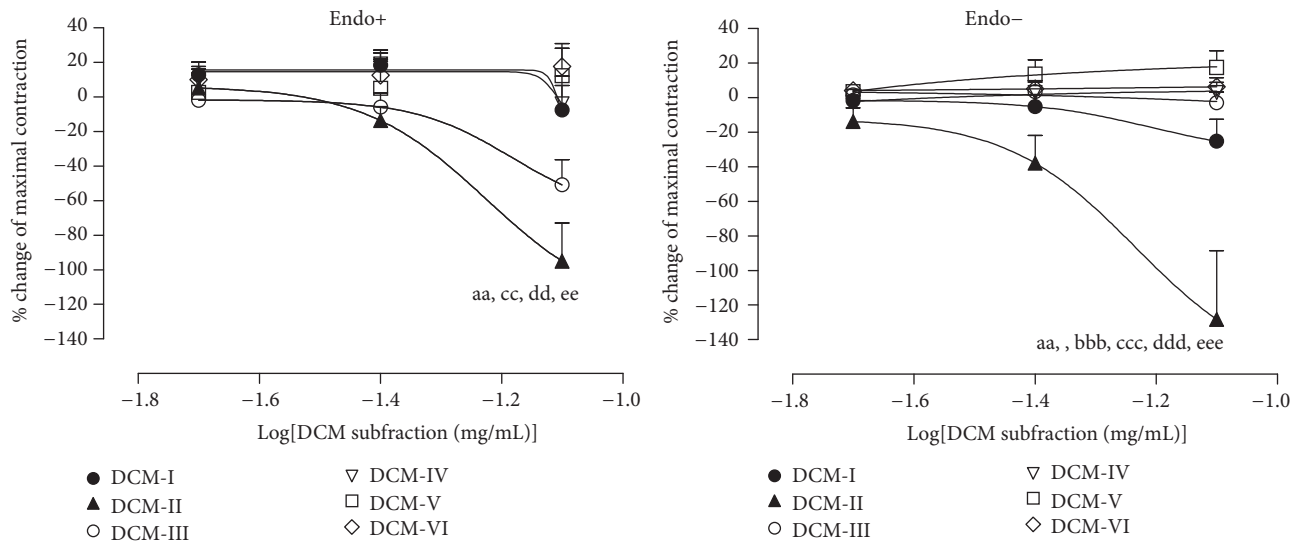 Endo+
% change of maximal contraction
40
20
0
−20
−40
−60
−80
−100
−120
−140
aa, cc, dd, ee
−1.8 −1.6 −1.4 −1.2 −1.0
Log[DCM subfraction (mg/mL)]
DCM-I
DCM-II
DCM-III
DCM-IV
DCM-V
DCM-VI
Endo−
% change of maximal contraction
40
20
0
−20
−40
−60
−80
−100
−120
−140
aa, , bbb, ccc, ddd, eee
−1.8 −1.6 −1.4 −1.2 −1.0
Log[DCM subfraction (mg/mL)]
DCM-I
DCM-II
DCM-III
DCM-IV
DCM-V
DCM-VI